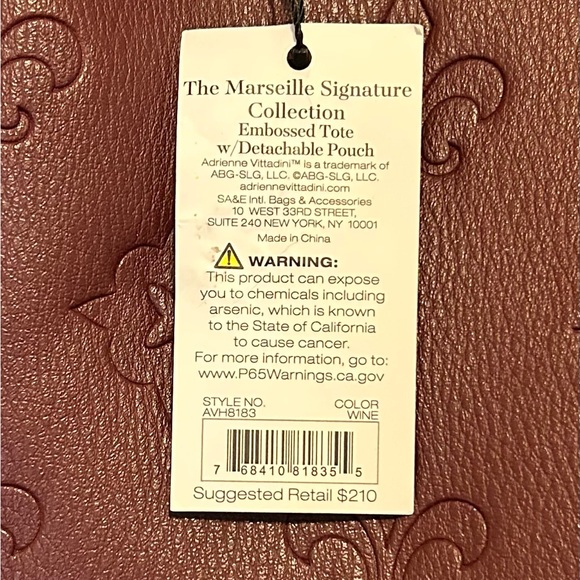 The Marseille Signature
Collection
Embossed Tote
w/Detachable Pouch
Adrienne Vittadini™ is a trademark of
ABG-SLG, LLC. ©ABG-SLG, LLC.
adriennevittadini.com
SA&E Intl. Bags & Accessories
10 WEST 33RD STREET,
SUITE 240 NEW YORK, NY 10001
Made in China
WARNING:
This product can expose
you to chemicals including
arsenic, which is known
to the State of California
to cause cancer.
For more information, go to:
www.P65Warnings.ca.gov
STYLE NO. COLOR
AVH8183 WINE
7 68410 81835 5
Suggested Retail $210